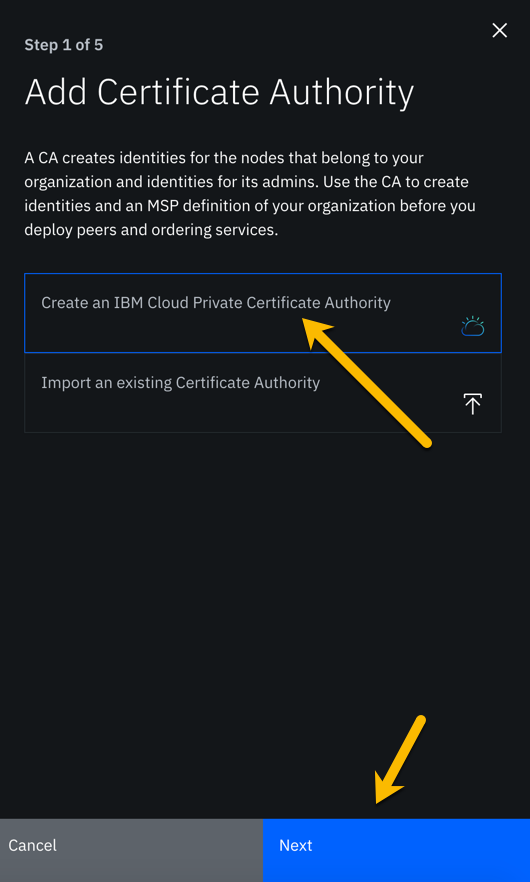 Step 1 of 5
Add Certificate Authority
A CA creates identities for the nodes that belong to your
organization and identities for its admins. Use the CA to create
identities and an MSP definition of your organization before you
deploy peers and ordering services.
Create an IBM Cloud Private Certificate Authority
Import an existing Certificate Authority
Cancel
Next